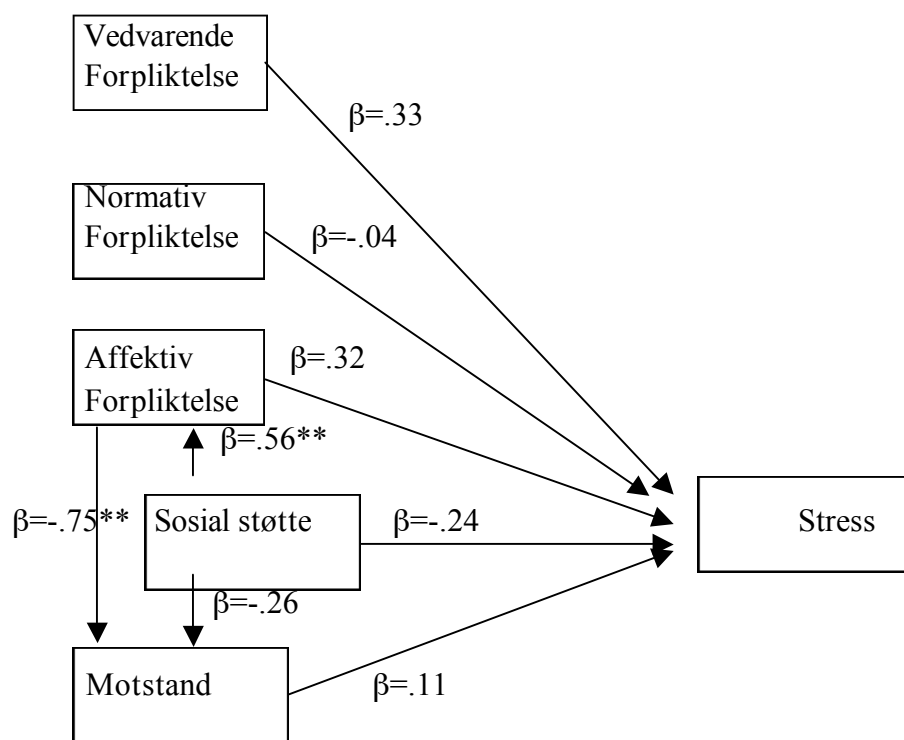 Vedvarende
Forpliktelse
β=.33
Normativ
Forpliktelse
β=-.04
Affektiv
Forpliktelse
β=.32
β=.56**
β=-.75**
Sosial støtte
β=-.24
Stress
β=-.26
Motstand
β=.11